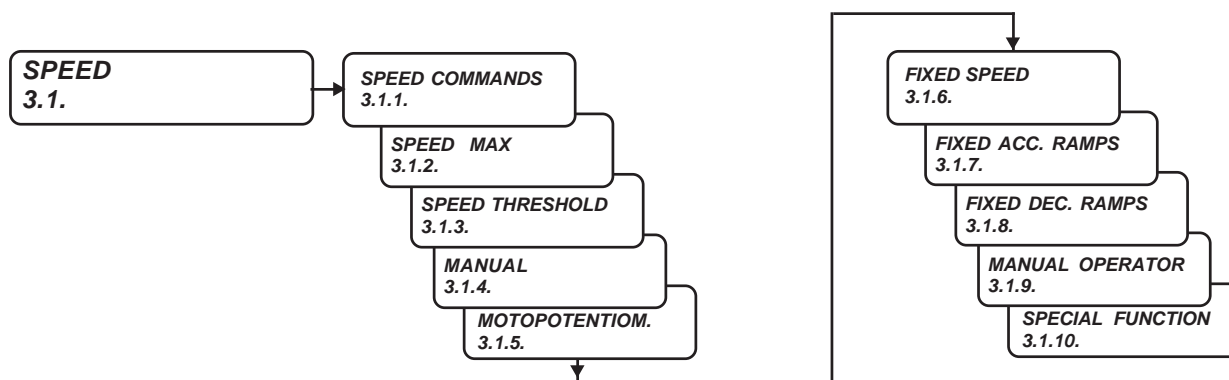 SPEED
3.1.
SPEED COMMANDS
3.1.1.
SPEED MAX
3.1.2.
SPEED THRESHOLD
3.1.3.
MANUAL
3.1.4.
MOTOPOTENTIOM.
3.1.5.
FIXED SPEED
3.1.6.
FIXED ACC. RAMPS
3.1.7.
FIXED DEC. RAMPS
3.1.8.
MANUAL OPERATOR
3.1.9.
SPECIAL FUNCTION
3.1.10.